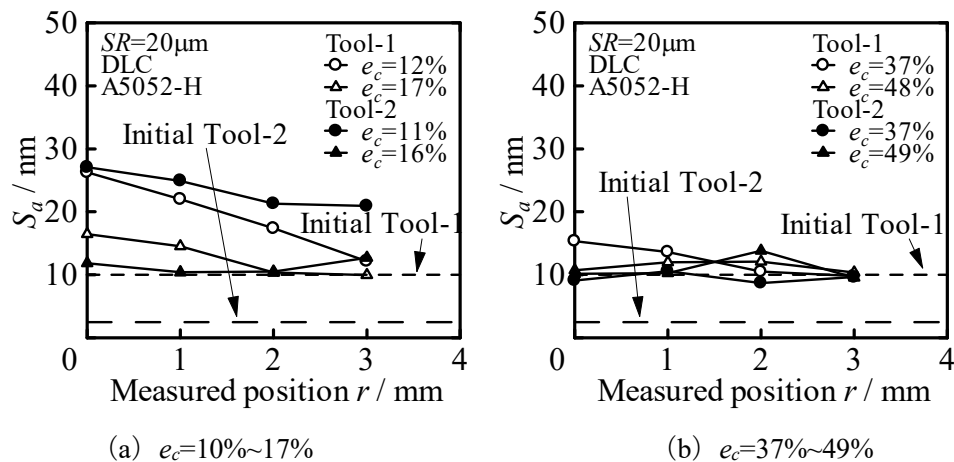 50
40
30
20
10
0
S_a / nm
SR=20μm
DLC
A5052-H
Tool-1
e_c=12%
e_c=17%
Tool-2
e_c=11%
e_c=16%
Initial Tool-2
Initial Tool-1
1
2
3
4
Measured position r / mm
(a) e_c=10%~17%
50
40
30
20
10
0
S_a / nm
SR=20μm
DLC
A5052-H
Tool-1
e_c=37%
e_c=48%
Tool-2
e_c=37%
e_c=49%
Initial Tool-2
Initial Tool-1
1
2
3
4
Measured position r / mm
(b) e_c=37%~49%